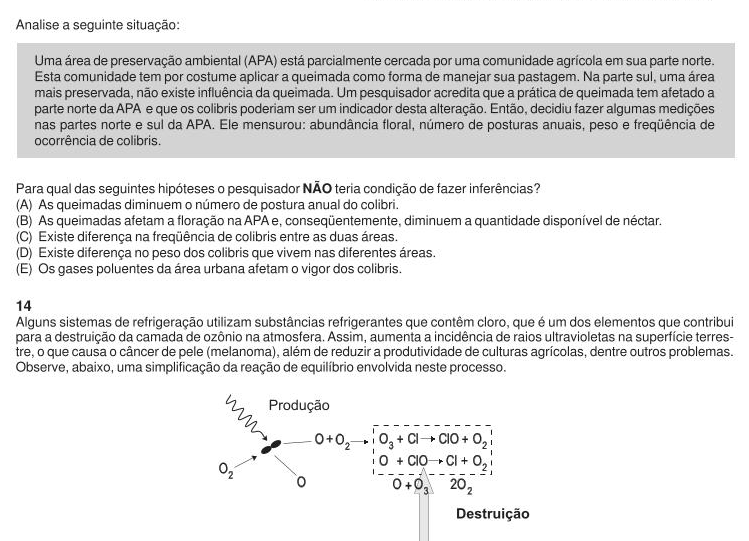 Analise a seguinte situação:
Uma área de preservação ambiental (APA) está parcialmente cercada por uma comunidade agrícola em sua parte norte.
Esta comunidade tem por costume aplicar a queimada como forma de manejar sua pastagem. Na parte sul, uma área
mais preservada, não existe influência da queimada. Um pesquisador acredita que a prática de queimada tem afetado a
parte norte da APA e que os colibris poderiam ser um indicador desta alteração. Então, decidiu fazer algumas medições
nas partes norte e sul da APA. Ele mensurou: abundância floral, número de posturas anuais, peso e freqüência de
ocorrência de colibris.
Para qual das seguintes hipóteses o pesquisador NÃO teria condição de fazer inferências?
(A) As queimadas diminuem o número de postura anual do colibri.
(B) As queimadas afetam a floração na APA e, conseqüentemente, diminuem a quantidade disponível de néctar.
(C) Existe diferença na freqüência de colibris entre as duas áreas.
(D) Existe diferença no peso dos colibris que vivem nas diferentes áreas.
(E) Os gases poluentes da área urbana afetam o vigor dos colibris.
14
Alguns sistemas de refrigeração utilizam substâncias refrigerantes que contêm cloro, que é um dos elementos que contribui
para a destruição da camada de ozônio na atmosfera. Assim, aumenta a incidência de raios ultravioletas na superfície terres-
tre, o que causa o câncer de pele (melanoma), além de reduzir a produtividade de culturas agrícolas, dentre outros problemas.
Observe, abaixo, uma simplificação da reação de equilíbrio envolvida neste processo.
Produção
O+O₂ → O₃ + Cl → ClO + O₂
O + ClO → Cl + O₂
O₂
O
O + O₃ 2O₂
Destruição